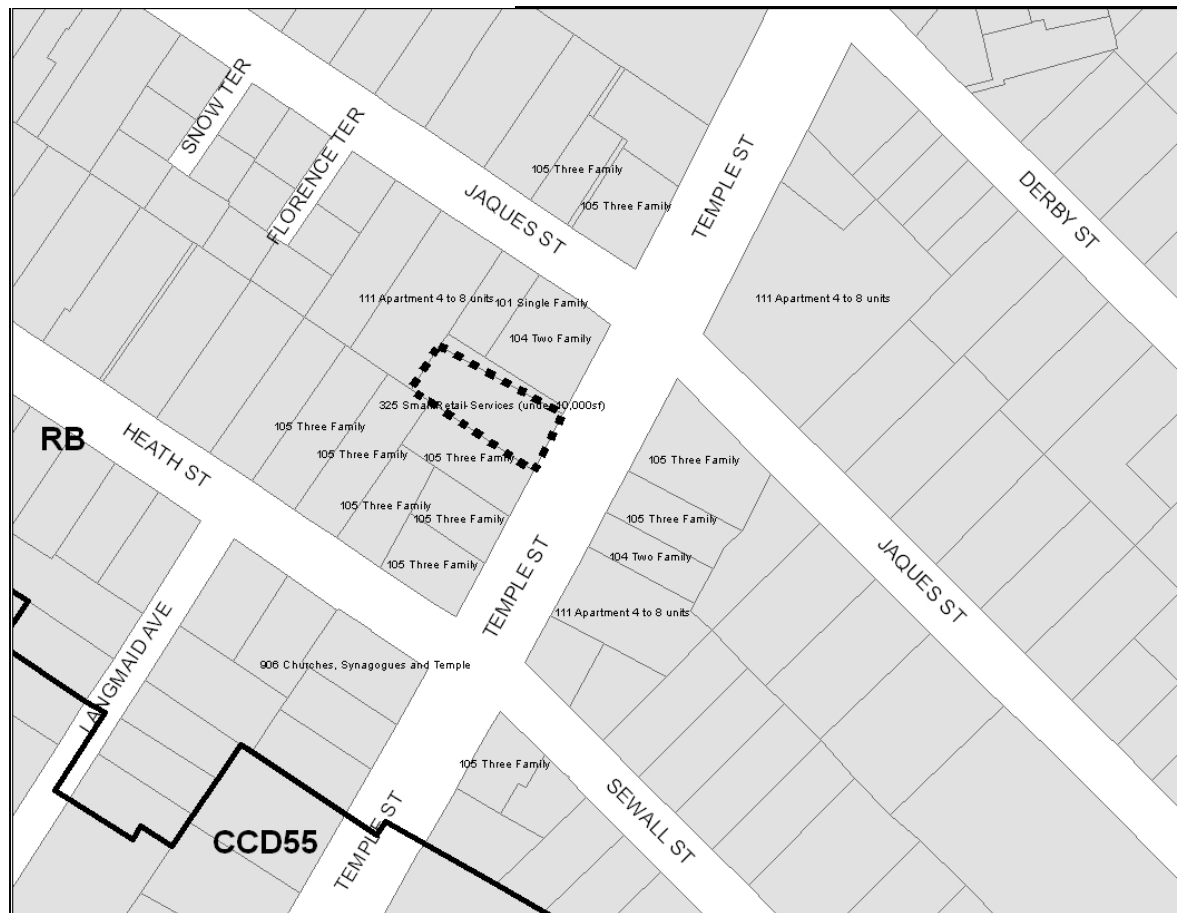 SNOW TER
FLORENCE TER
JAQUES ST
TEMPLE ST
DERBY ST
105 Three Family
105 Three Family
111 Apartment 4 to 8 units
101 Single Family
111 Apartment 4 to 8 units
104 Two Family
325 Small Retail Services (under 10,000sf)
RB
HEATH ST
105 Three Family
105 Three Family
105 Three Family
105 Three Family
105 Three Family
105 Three Family
105 Three Family
105 Three Family
104 Two Family
TEMPLE ST
JAQUES ST
111 Apartment 4 to 8 units
LANGMAID AVE
906 Churches, Synagogues and Temple
105 Three Family
SEWALL ST
CCD55
TEMPLE ST